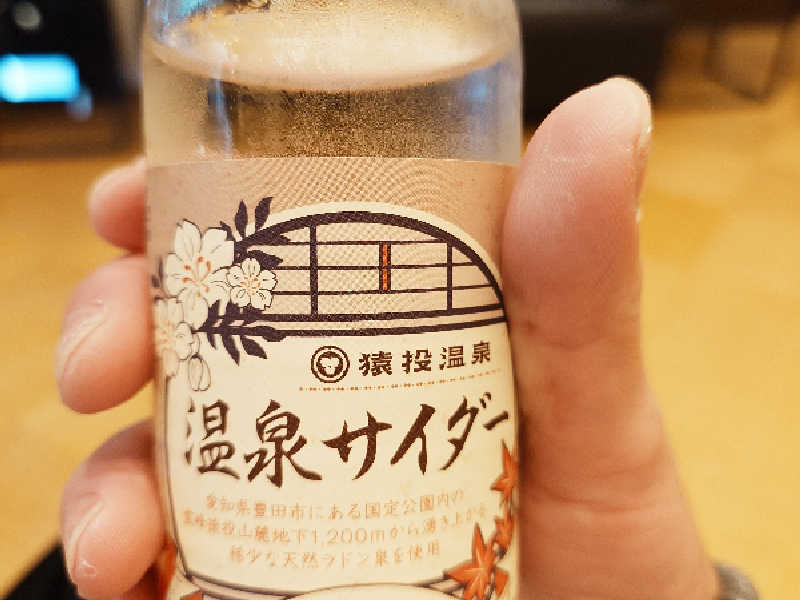 猿投温泉
温泉サイダー
愛知県豊田市にある国定公園内の
霊峰猿投山麓地下1,200mから湧き上がる
稀少な天然ラドン泉を使用